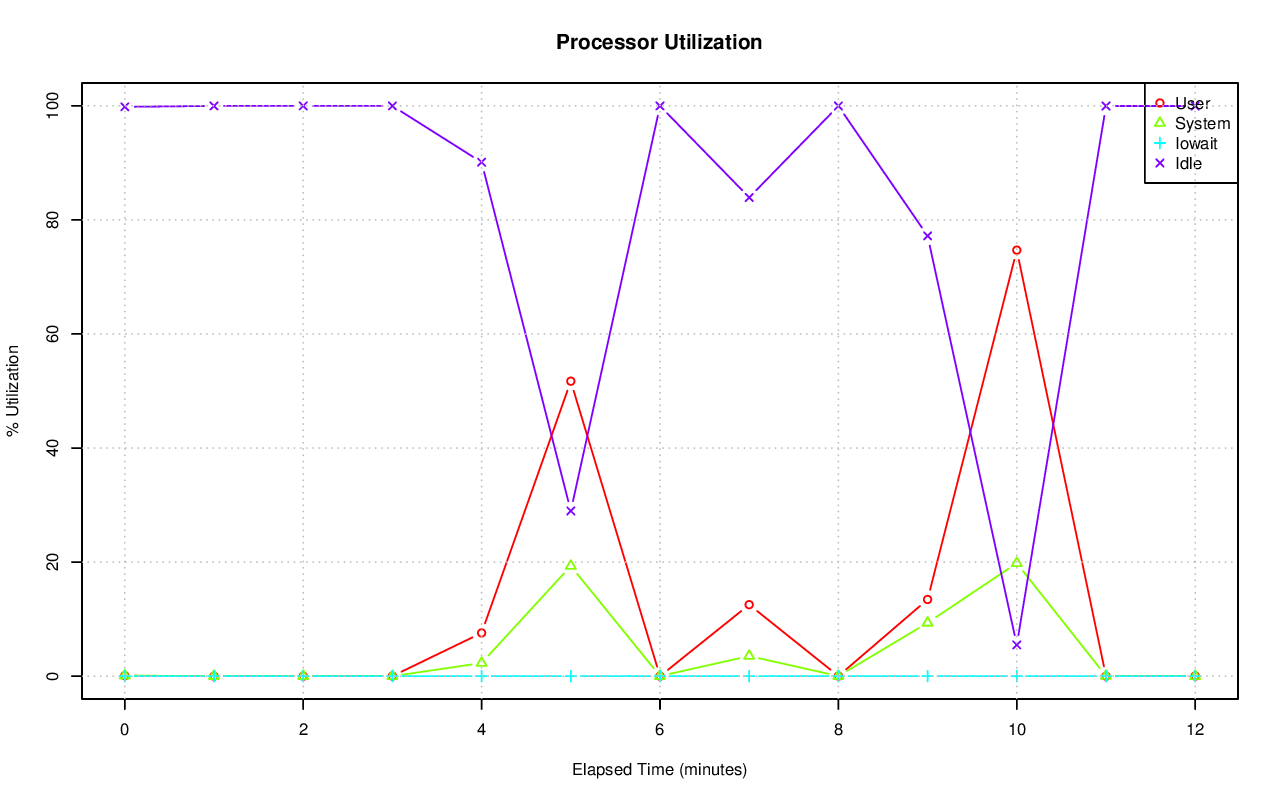 Processor Utilization
% Utilization
100
80
60
40
20
0
User
System
Iowait
Idle
0 2 4 6 8 10 12
Elapsed Time (minutes)